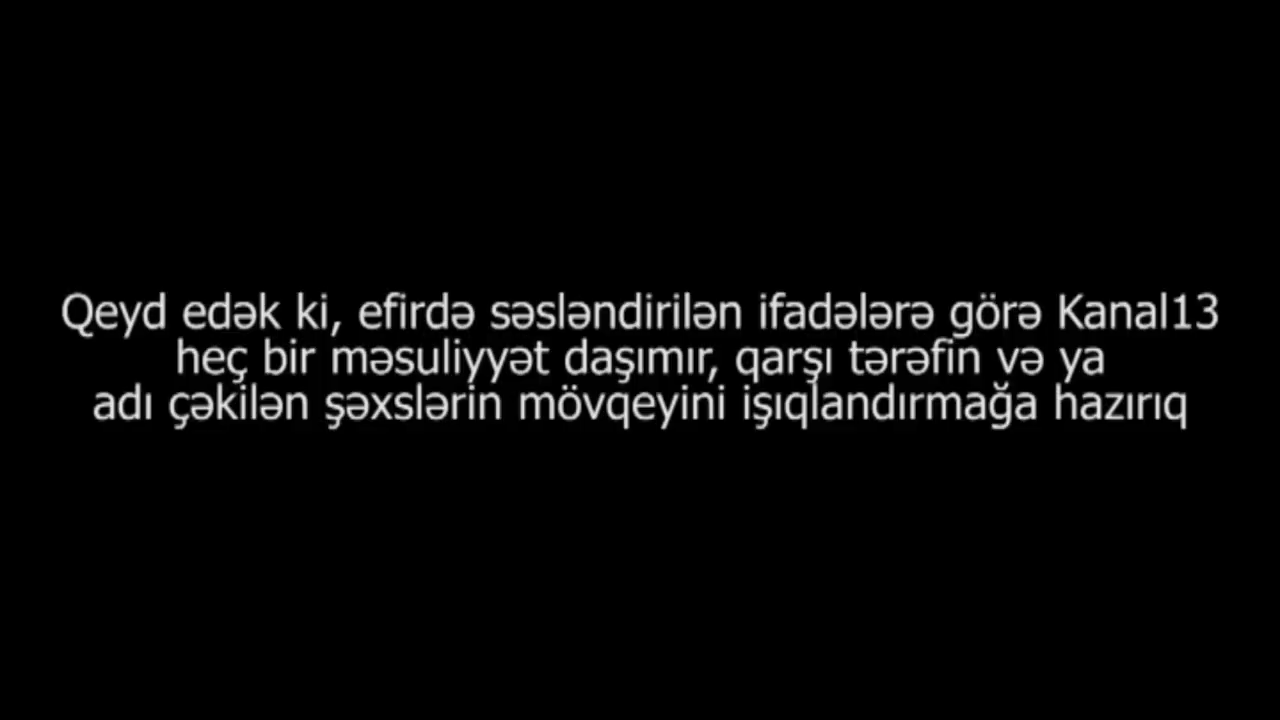 Qeyd edək ki, efirdə səsləndirilən ifadələrə görə Kanal13
heç bir məsuliyyət daşımır, qarşı tərəfin və ya
adı çəkilən şəxslərin mövqeyini işıqlandırmağa hazırıq